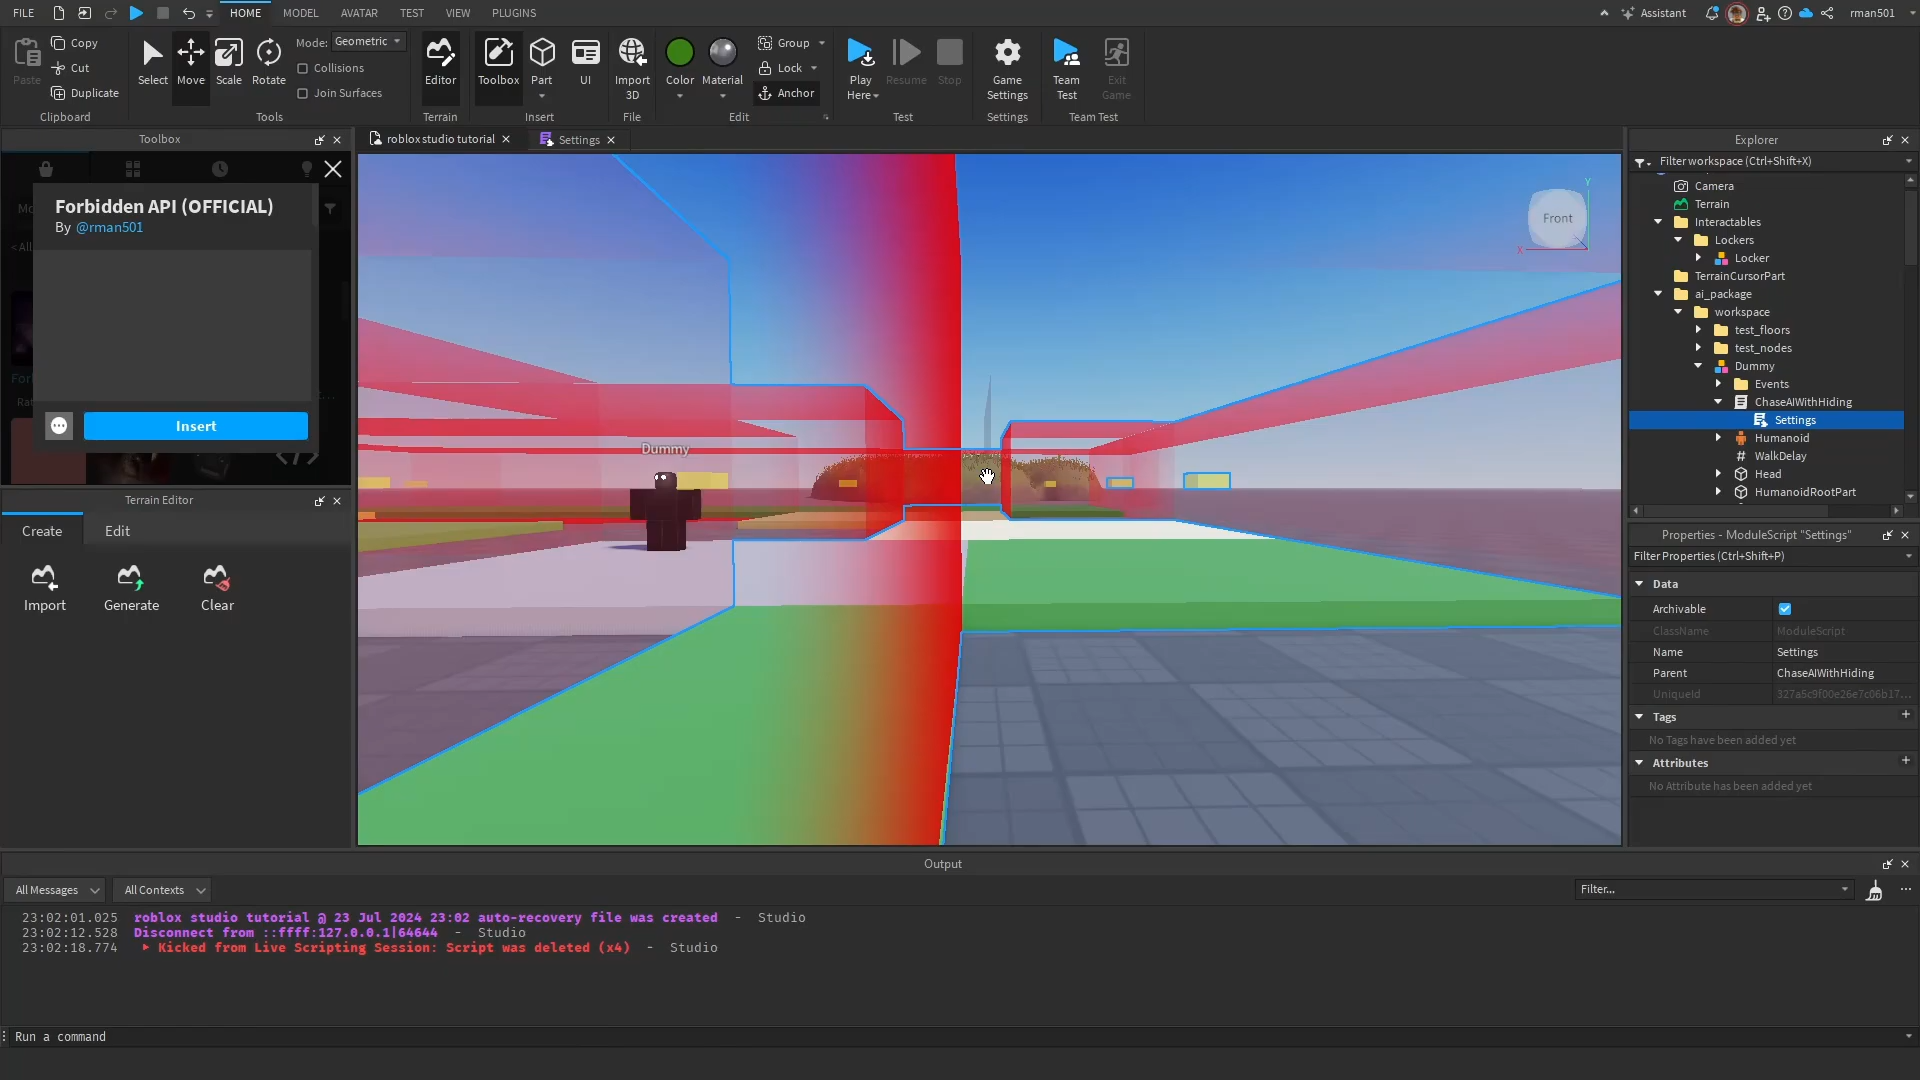 FILE
HOME
MODEL
AVATAR
TEST
VIEW
PLUGINS
Assistant
rman501
Paste
Copy
Cut
Duplicate
Clipboard
Select
Move
Scale
Rotate
Mode:
Geometric
Collisions
Join Surfaces
Tools
Editor
Terrain
Toolbox
Part
UI
Insert
Import
3D
File
Color
Material
Group
Lock
Anchor
Edit
Play
Here
Resume
Stop
Test
Game
Settings
Settings
Team
Test
Exit
Game
Team Test
Toolbox
Forbidden API (OFFICIAL)
By @rman501
Insert
Terrain Editor
Create
Edit
Import
Generate
Clear
roblox studio tutorial
Settings
Front
Y
X
Dummy
Explorer
Filter workspace (Ctrl+Shift+X)
Camera
Terrain
Interactables
Lockers
Locker
TerrainCursorPart
ai_package
workspace
test_floors
test_nodes
Dummy
Events
ChaseAIWithHiding
Settings
Humanoid
WalkDelay
Head
HumanoidRootPart
Properties - ModuleScript "Settings"
Filter Properties (Ctrl+Shift+P)
Data
Archivable
ClassName ModuleScript
Name Settings
Parent ChaseAIWithHiding
UniqueId 327a5c9f00e26e7c06b17...
Tags
No Tags have been added yet
Attributes
No Attribute has been added yet
Output
All Messages
All Contexts
Filter...
23:02:01.025 roblox studio tutorial @ 23 Jul 2024 23:02 auto-recovery file was created - Studio
23:02:12.528 Disconnect from ::ffff:127.0.0.1|64644 - Studio
23:02:18.774 Kicked from Live Scripting Session: Script was deleted (x4) - Studio
Run a command